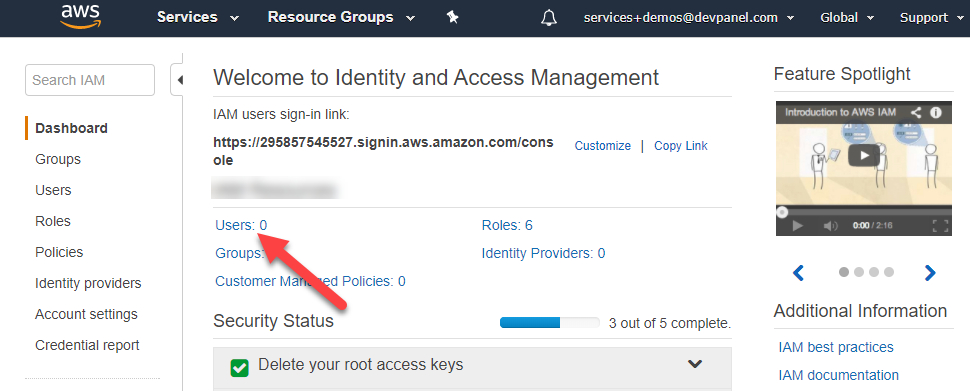 aws Services Resource Groups services+demos@devpanel.com Global Support
Search IAM
Dashboard
Groups
Users
Roles
Policies
Identity providers
Account settings
Credential report
Welcome to Identity and Access Management
IAM users sign-in link:
https://295857545527.signin.aws.amazon.com/cons
ole
Customize | Copy Link
Users: 0
Roles: 6
Groups:
Identity Providers: 0
Customer Managed Policies: 0
Security Status
3 out of 5 complete.
Delete your root access keys
Feature Spotlight
Introduction to AWS IAM
0:00 / 2:16
Additional Information
IAM best practices
IAM documentation